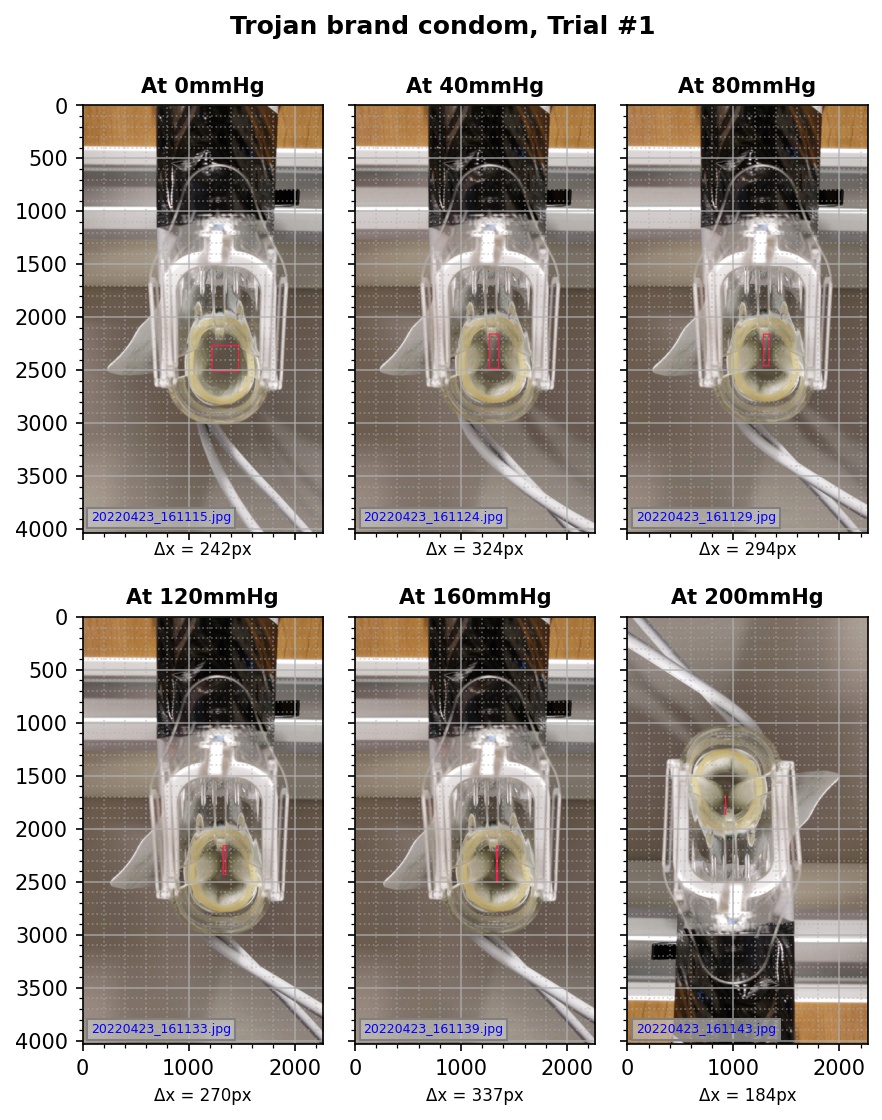 Trojan brand condom, Trial #1
At 0mmHg
At 40mmHg
At 80mmHg
0
500
1000
1500
2000
2500
3000
3500
4000
20220423_161115.jpg
20220423_161124.jpg
20220423_161129.jpg
Δx = 242px
Δx = 324px
Δx = 294px
At 120mmHg
At 160mmHg
At 200mmHg
0
500
1000
1500
2000
2500
3000
3500
4000
20220423_161133.jpg
20220423_161139.jpg
20220423_161143.jpg
0 1000 2000
0 1000 2000
0 1000 2000
Δx = 270px
Δx = 337px
Δx = 184px